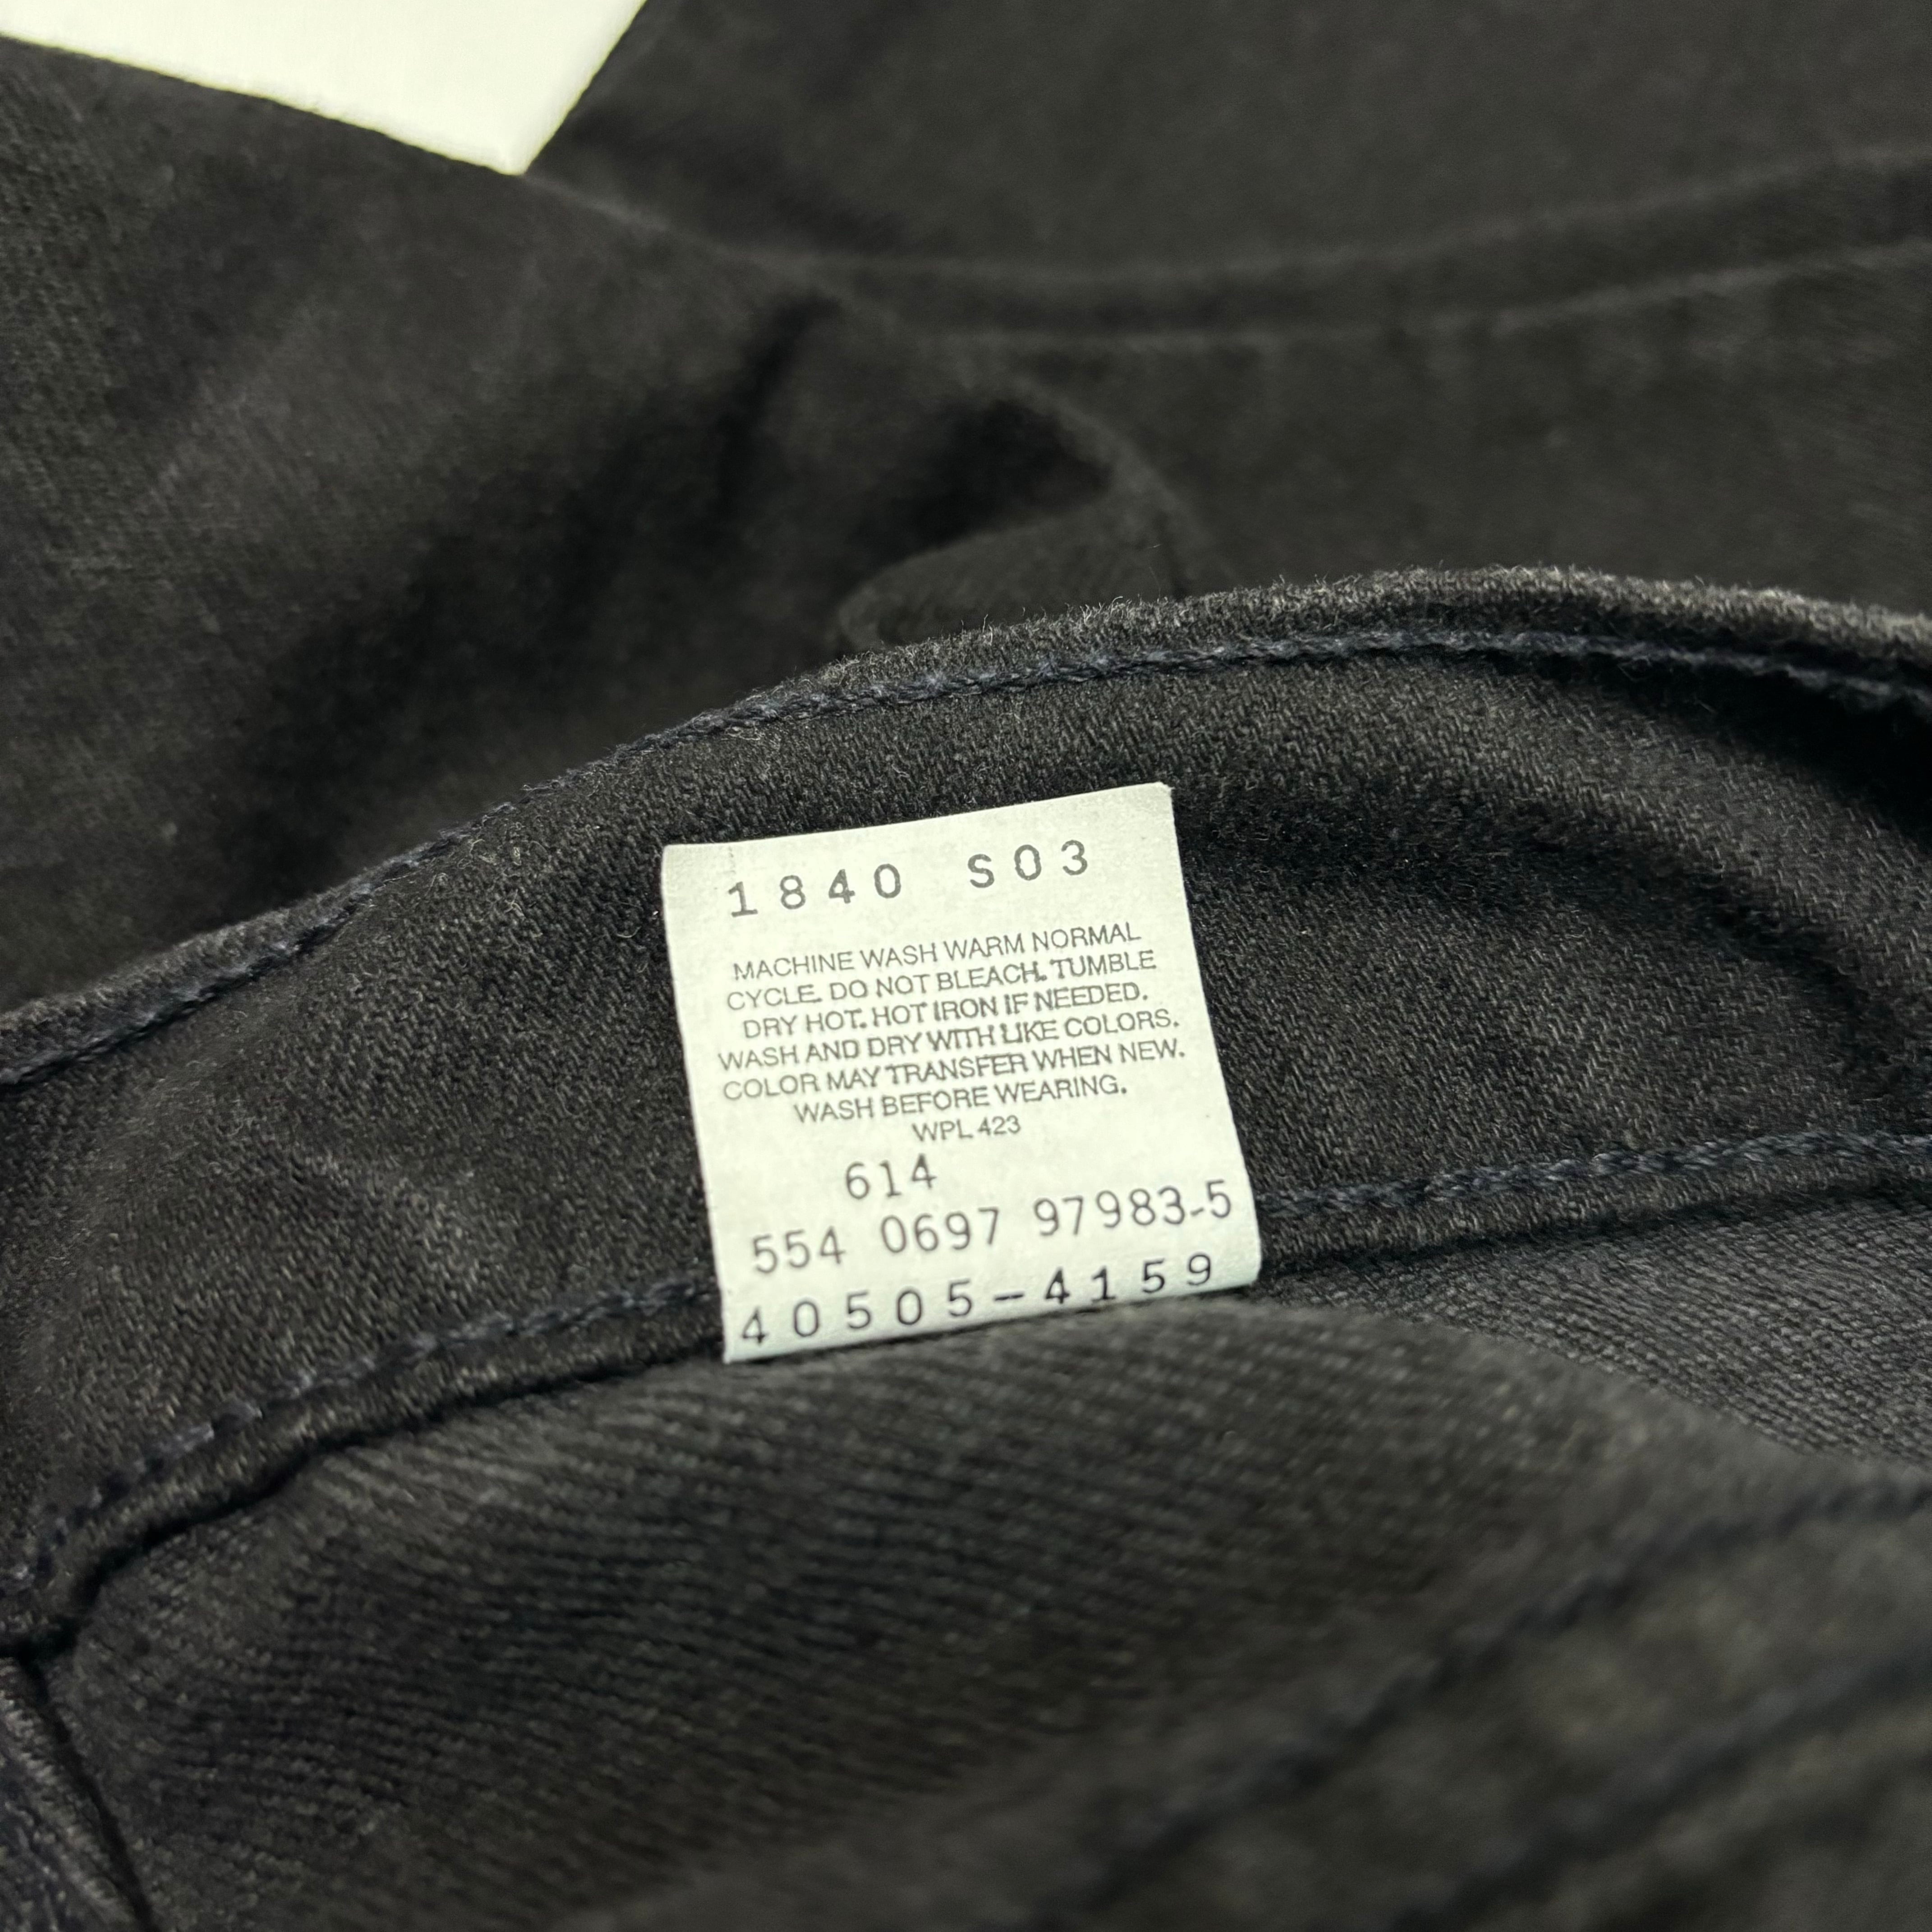 1840 S03
MACHINE WASH WARM NORMAL
CYCLE. DO NOT BLEACH. TUMBLE
DRY HOT. HOT IRON IF NEEDED.
WASH AND DRY WITH LIKE COLORS.
COLOR MAY TRANSFER WHEN NEW.
WASH BEFORE WEARING.
WPL 423
614
554 0697 97983-5
40505-4159